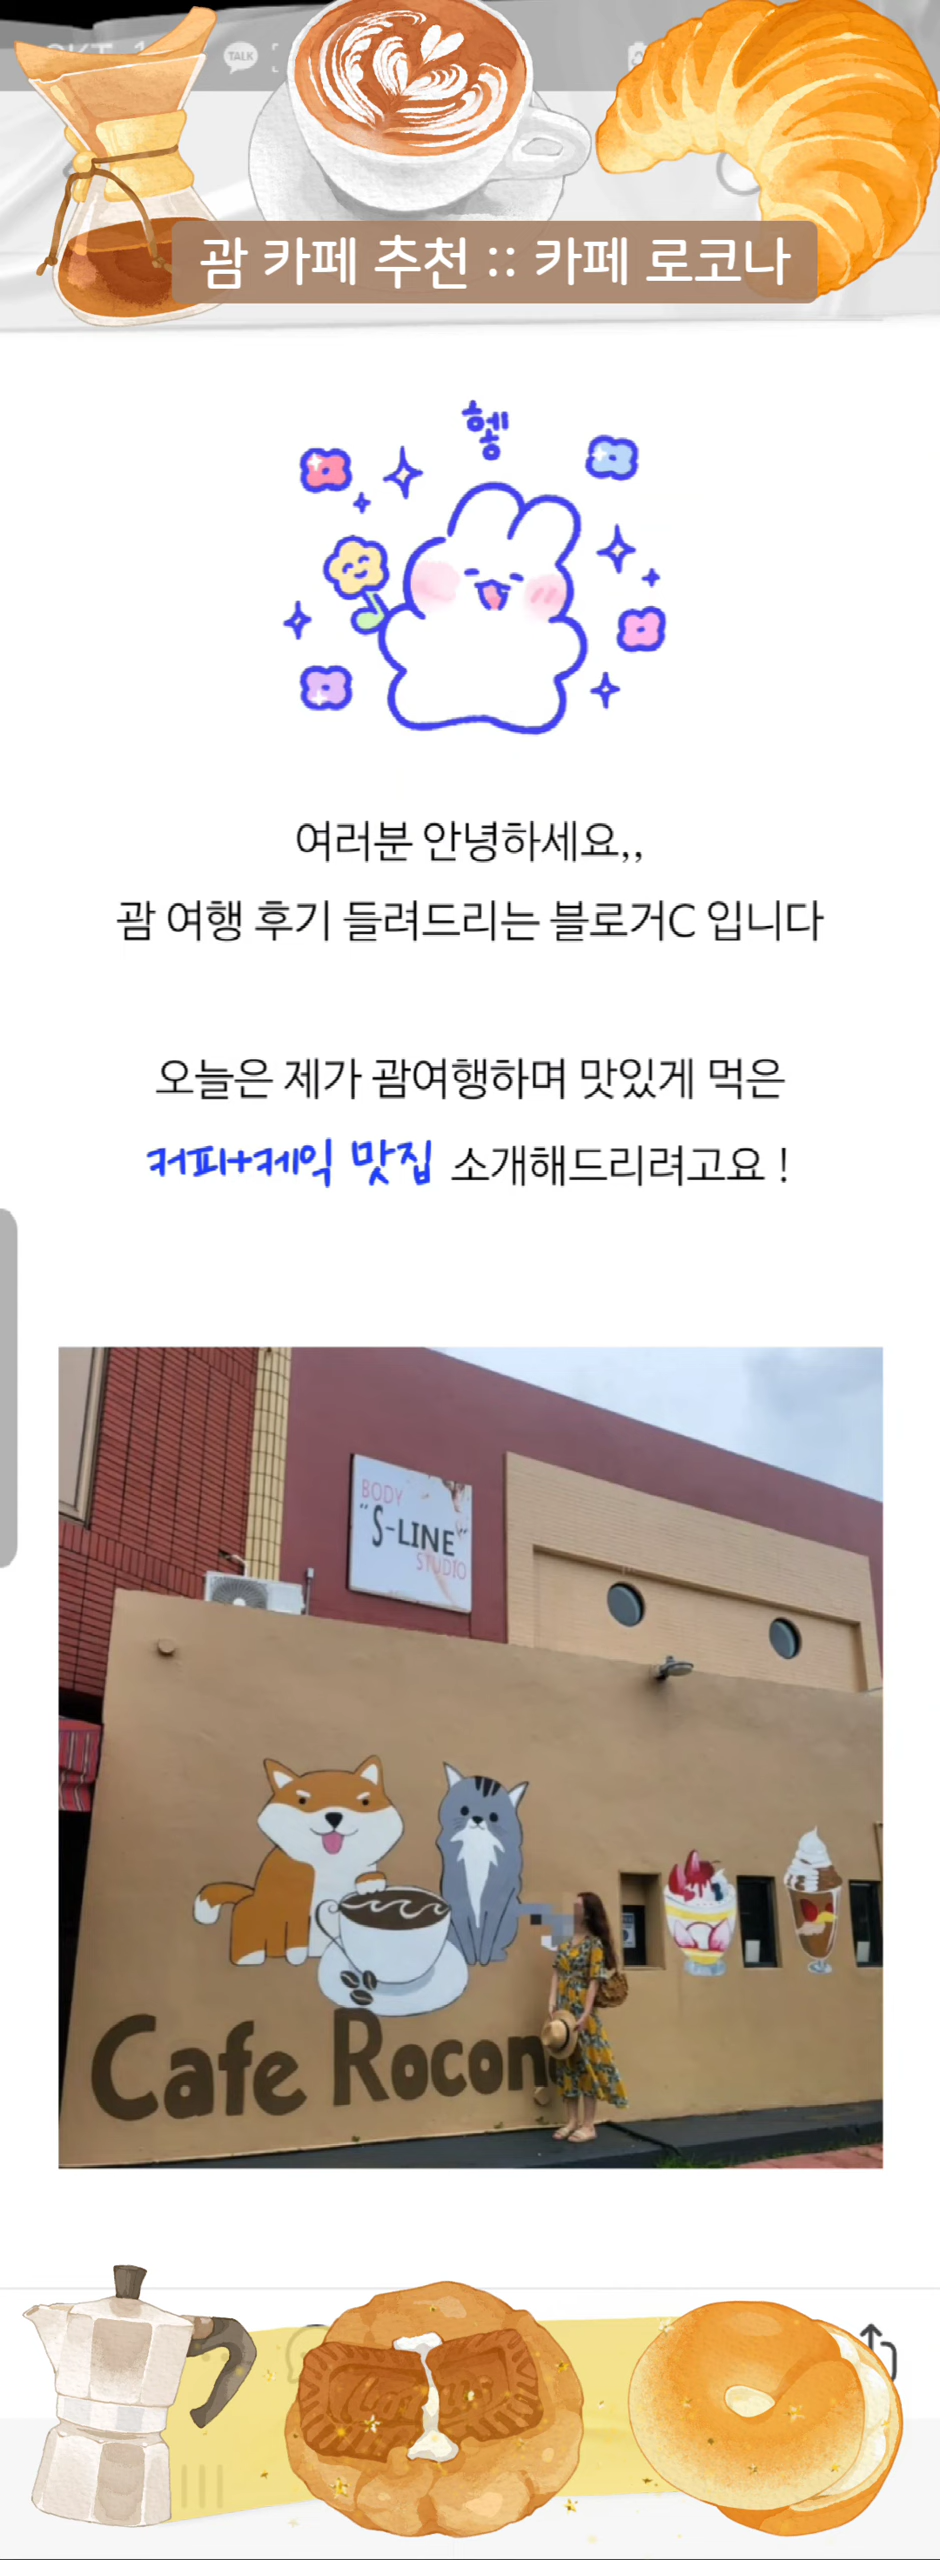 TALK
괌 카페 추천 :: 카페 로코나
헹
여러분 안녕하세요,,
괌 여행 후기 들려드리는 블로거C 입니다
오늘은 제가 괌여행하며 맛있게 먹은
커피+케익 맛집 소개해드리려고요 !
BODY
"S-LINE"
STUDIO
Cafe Rocon